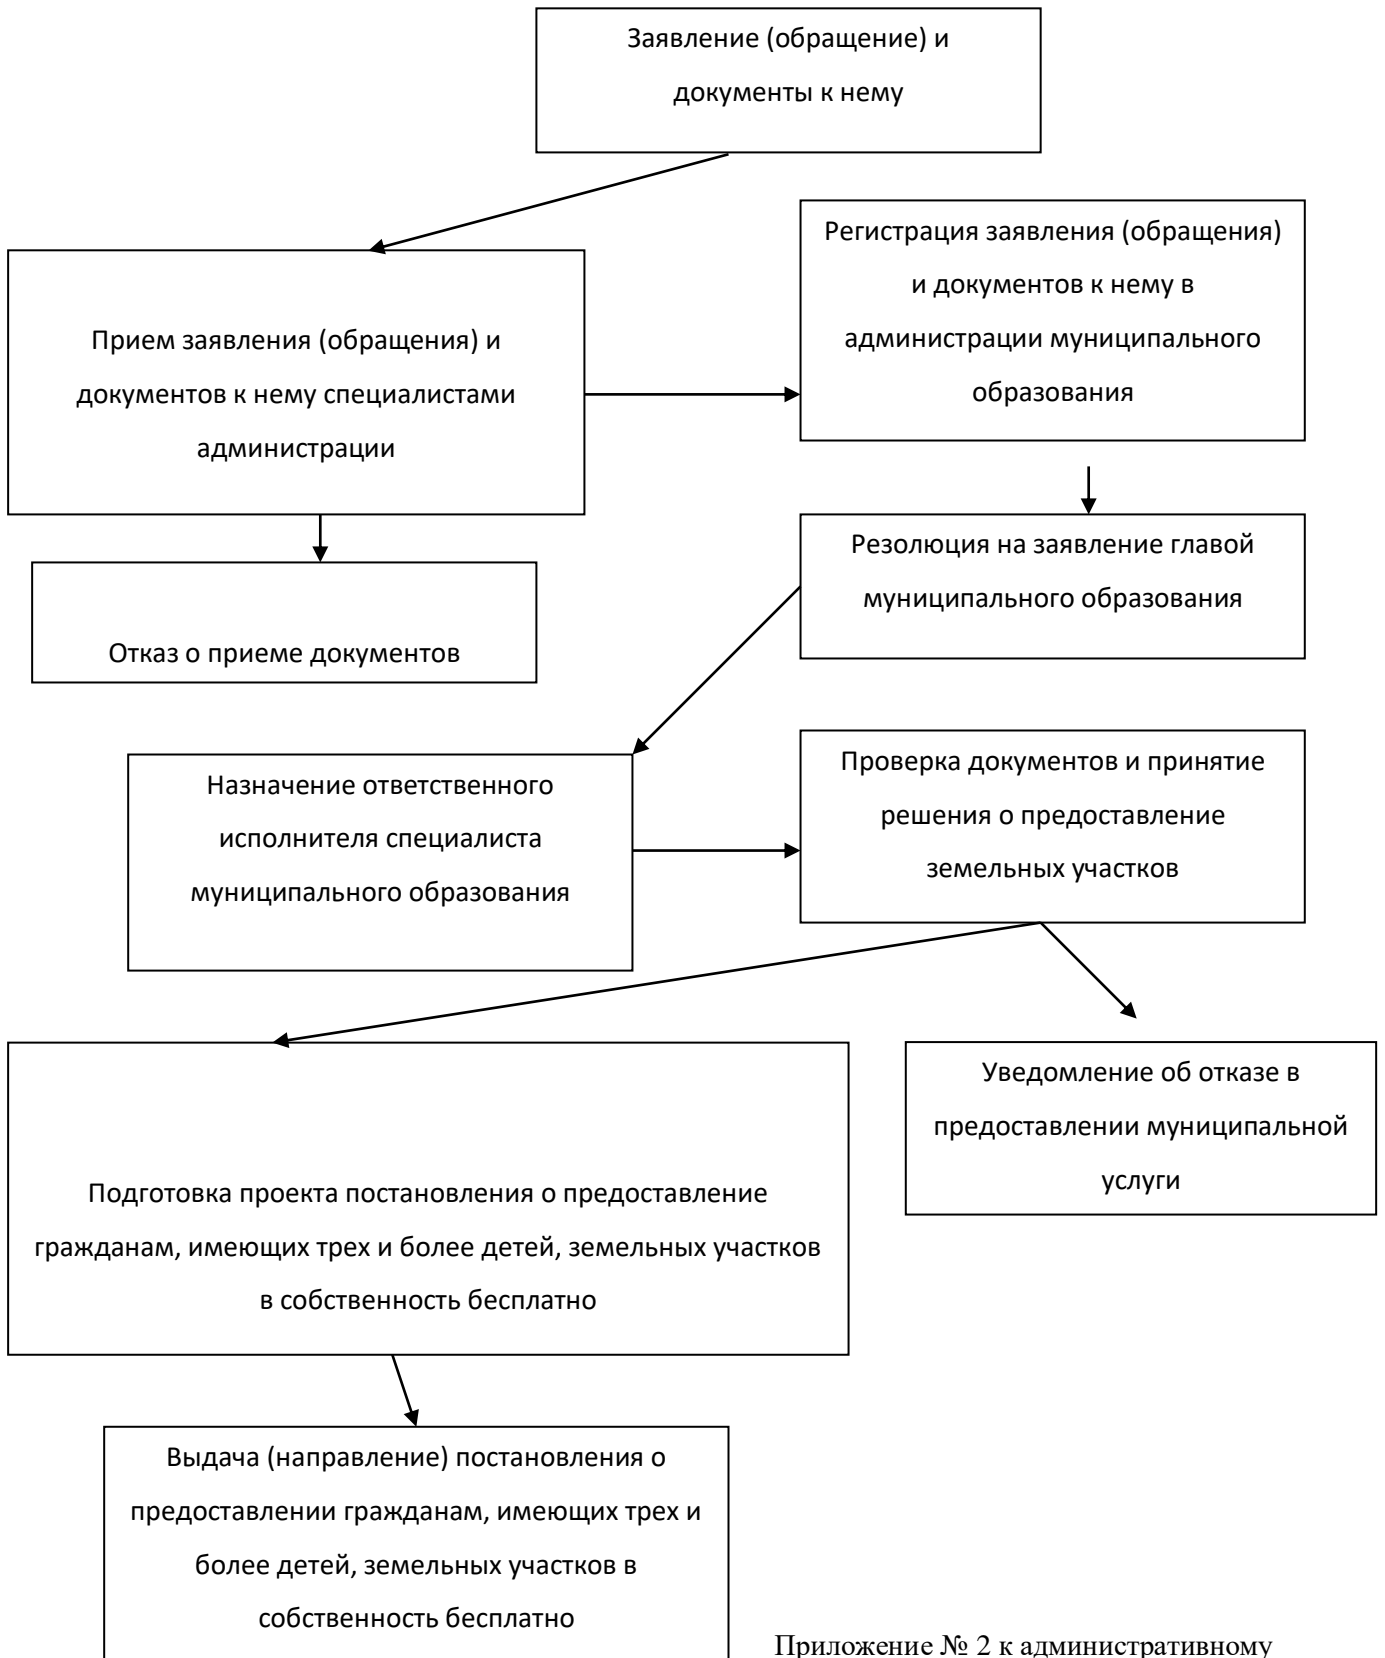 Заявление (обращение) и
документы к нему
Регистрация заявления (обращения)
и документов к нему в
администрации муниципального
образования
Прием заявления (обращения) и
документов к нему специалистами
администрации
Резолюция на заявление главой
муниципального образования
Отказ о приеме документов
Проверка документов и принятие
решения о предоставление
земельных участков
Назначение ответственного
исполнителя специалиста
муниципального образования
Уведомление об отказе в
предоставлении муниципальной
услуги
Подготовка проекта постановления о предоставление
гражданам, имеющих трех и более детей, земельных участков
в собственность бесплатно
Выдача (направление) постановления о
предоставлении гражданам, имеющих трех и
более детей, земельных участков в
собственность бесплатно
Приложение № 2 к административному